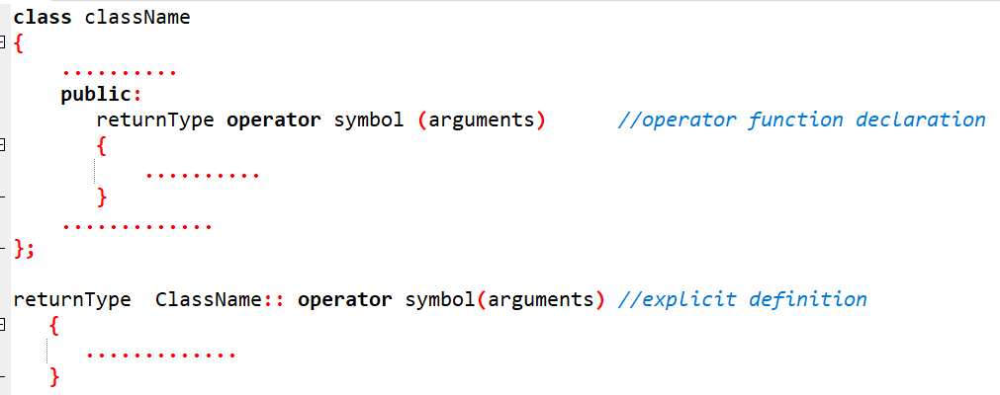 class className
{
..........
public:
returnType operator symbol (arguments) //operator function declaration
{
..........
}
.............
};
returnType ClassName:: operator symbol(arguments) //explicit definition
{
.............
}